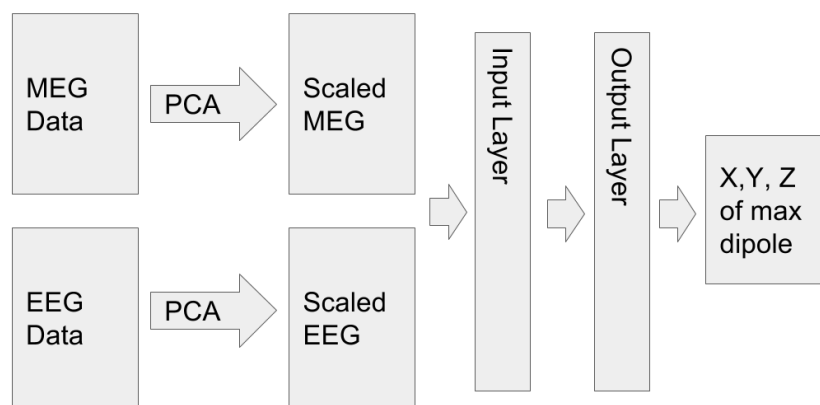 MEG
Data
PCA
Scaled
MEG
EEG
Data
PCA
Scaled
EEG
Input Layer
Output Layer
X,Y, Z
of max
dipole